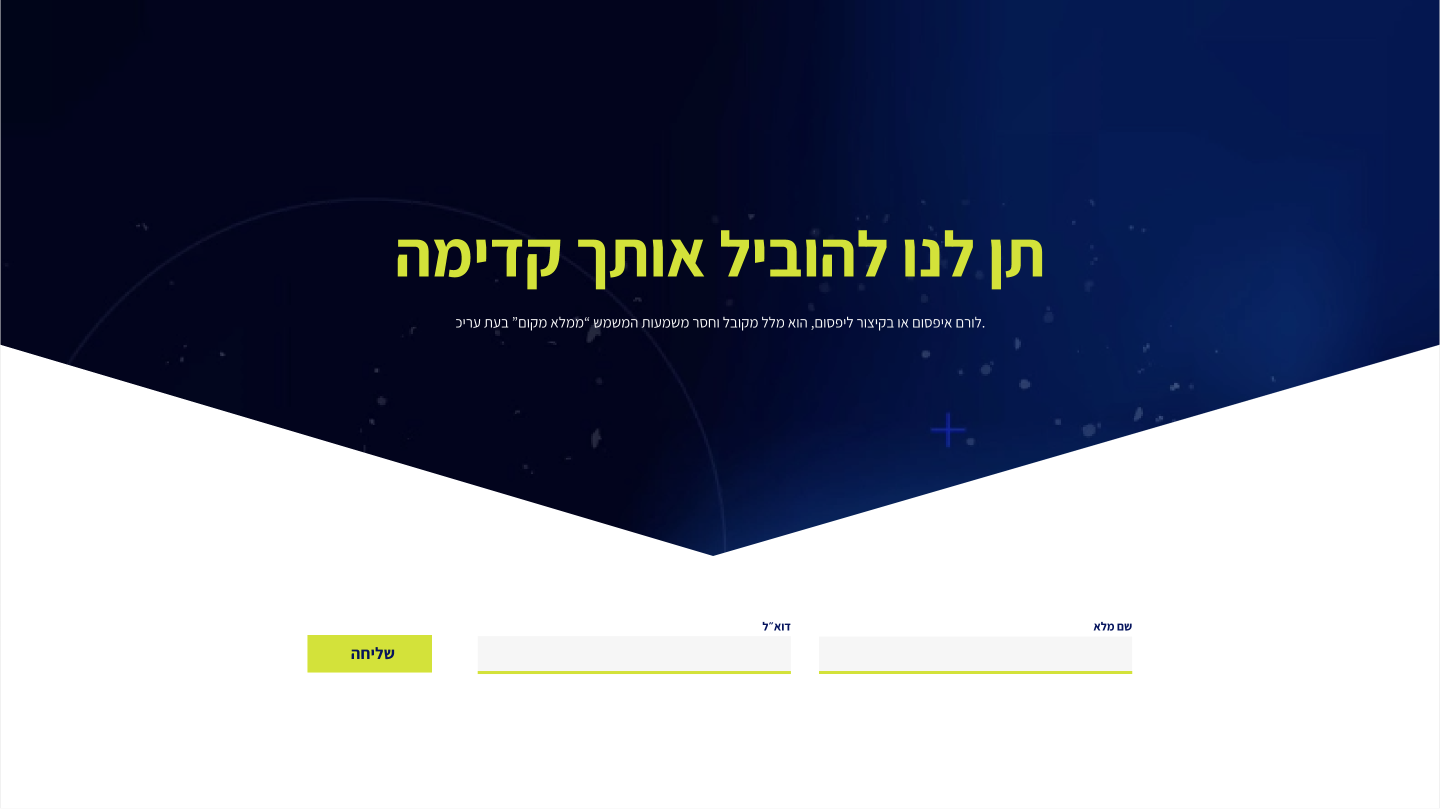 תן לנו להוביל אותך קדימה
לורם איפסום או בקיצור ליפסום, הוא מלל מקובל וחסר משמעות המשמש “ממלא מקום” בעת עריכ.
שם מלא
דוא״ל
שליחה